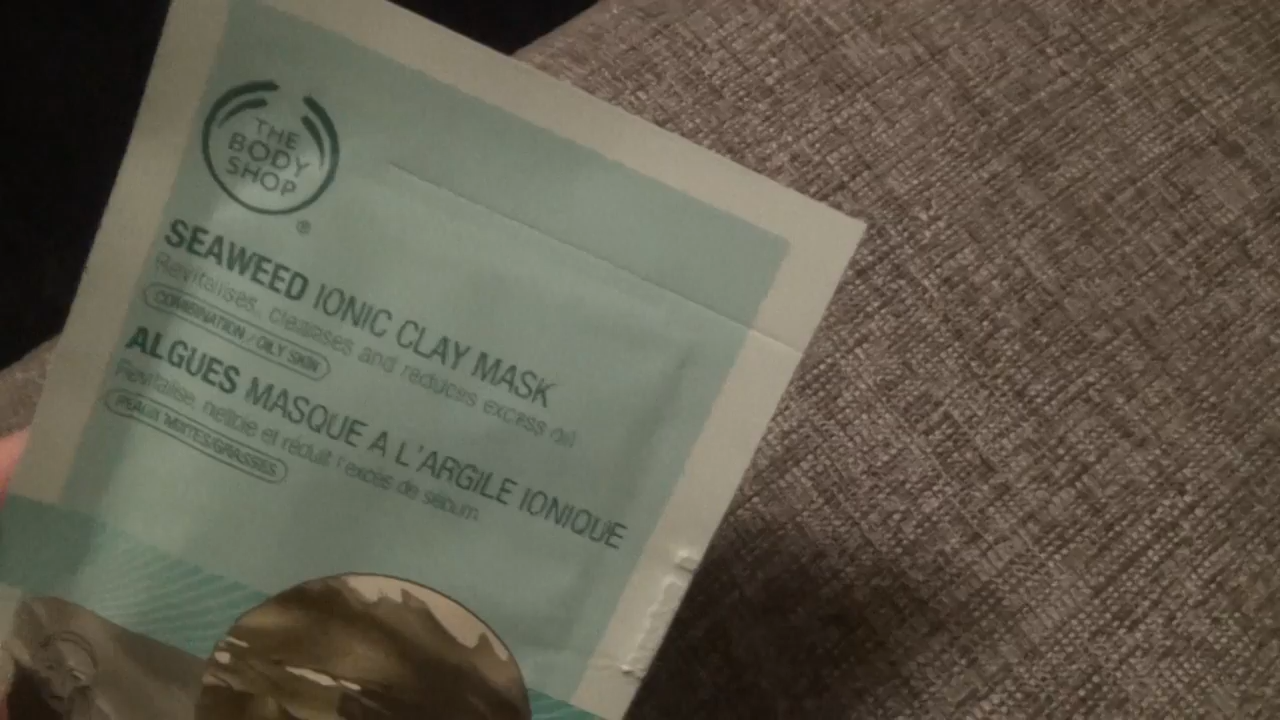 THE
BODY
SHOP
®
SEAWEED IONIC CLAY MASK
Revitalises, cleanses and reduces excess oil
COMBINATION / OILY SKIN
ALGUES MASQUE A L'ARGILE IONIQUE
Revitalise, nettoie et réduit l'excès de sébum
PEAUX MIXTES/GRASSES